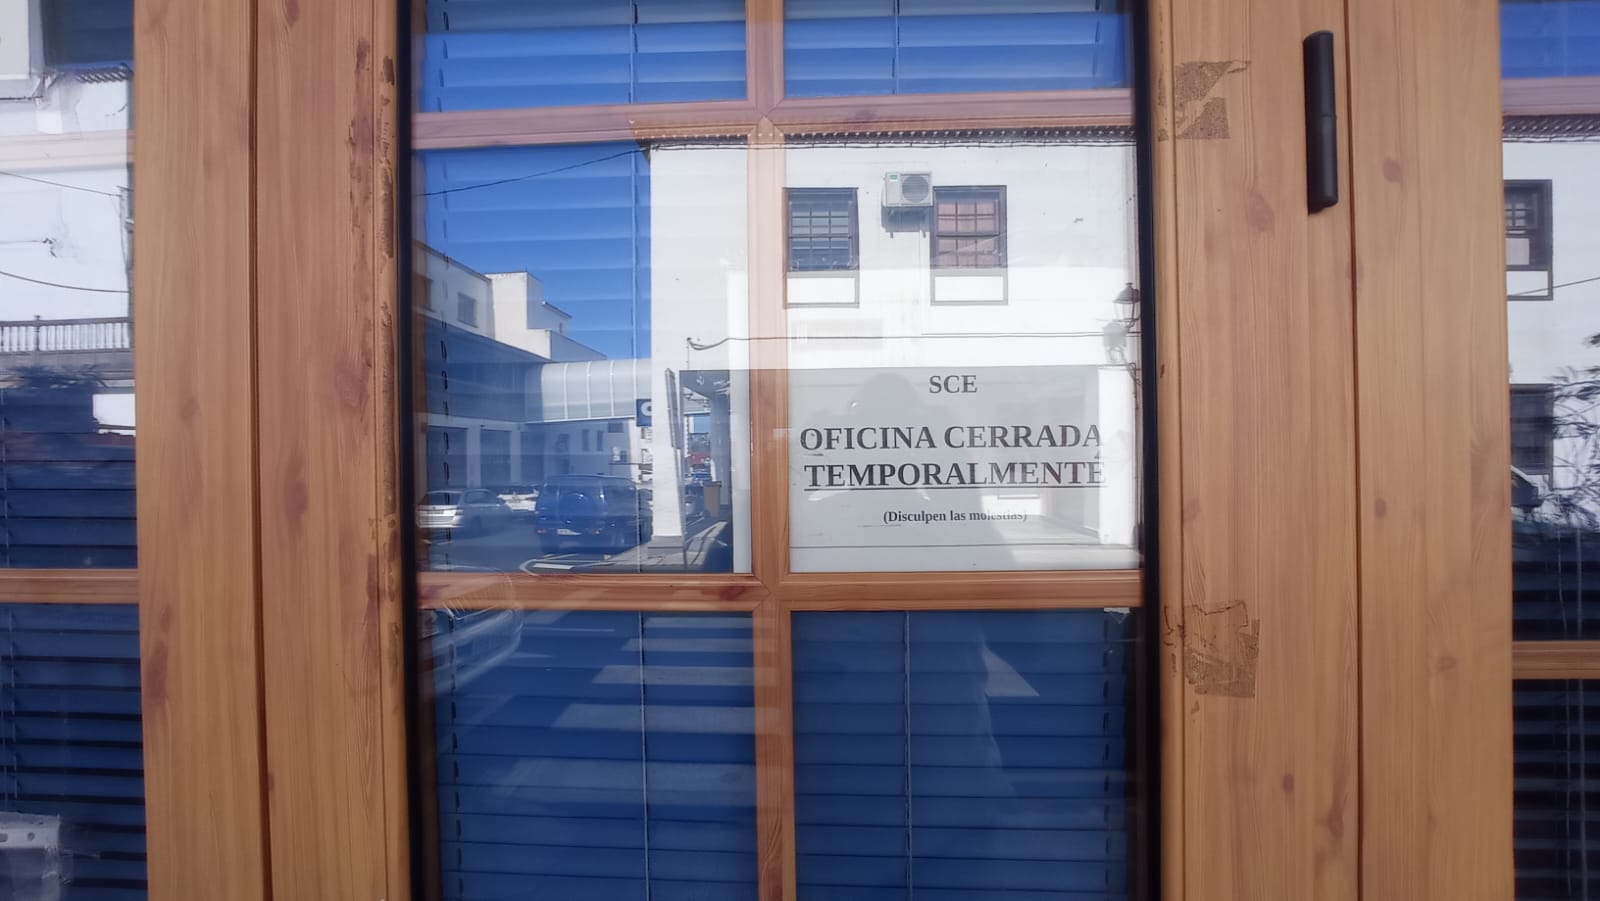 SCE
OFICINA CERRADA
TEMPORALMENTE
(Disculpen las molestias)